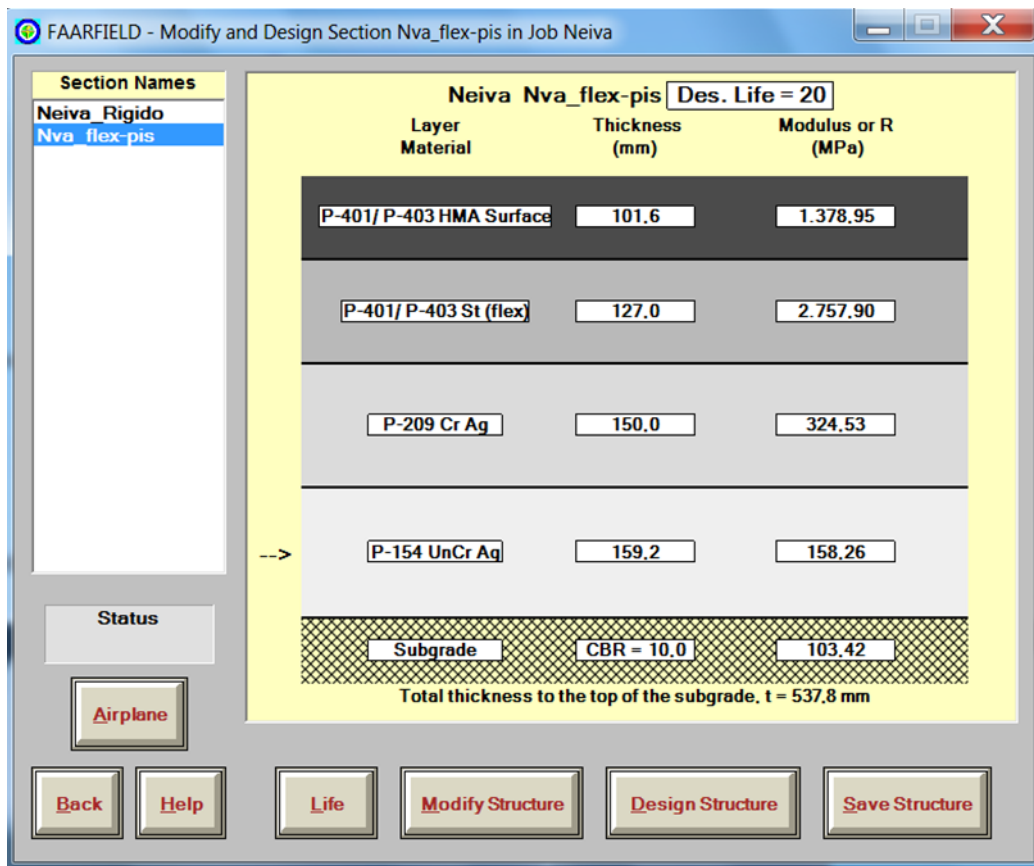 FAARFIELD - Modify and Design Section Nva_flex-pis in Job Neiva
Section Names
Neiva_Rigido
Nva_flex-pis
Neiva Nva_flex-pis Des. Life = 20
Layer Material Thickness (mm) Modulus or R (MPa)
P-401/ P-403 HMA Surface 101.6 1.378.95
P-401/ P-403 St (flex) 127.0 2.757.90
P-209 Cr Ag 150.0 324.53
--> P-154 UnCr Ag 159.2 158.26
Subgrade CBR = 10.0 103.42
Total thickness to the top of the subgrade, t = 537.8 mm
Status
Airplane
Back Help Life Modify Structure Design Structure Save Structure